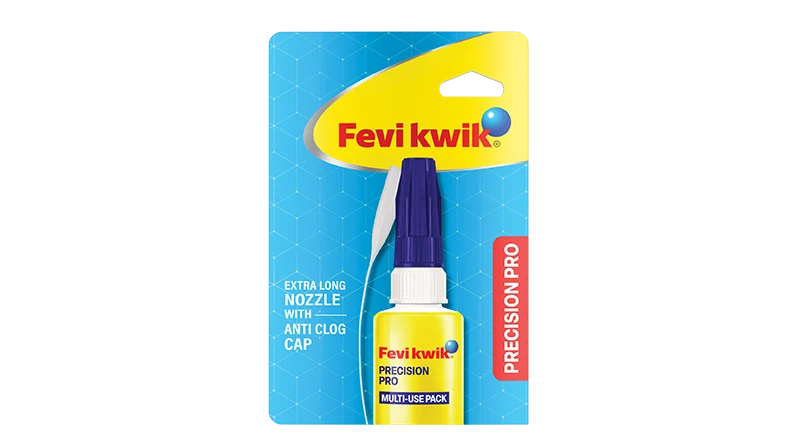 Fevi kwik®
EXTRA LONG
NOZZLE
WITH
ANTI CLOG
CAP
PRECISION PRO
Fevi kwik®
PRECISION
PRO
MULTI-USE PACK